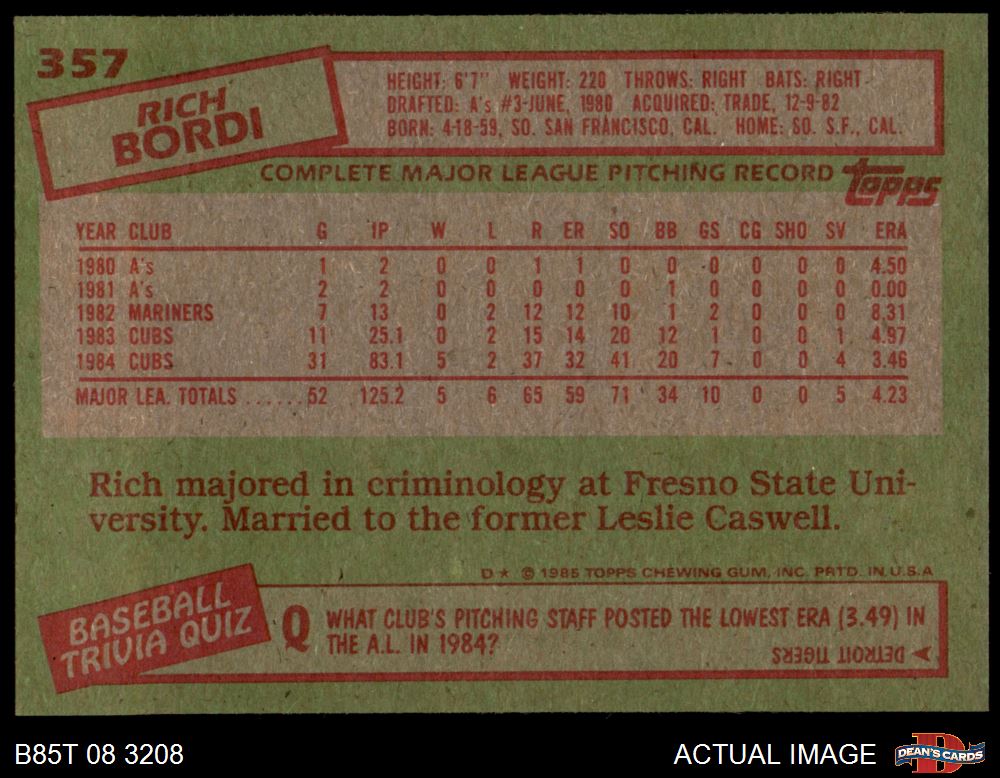 357
RICH
BORDI
HEIGHT: 6'7" WEIGHT: 220 THROWS: RIGHT BATS: RIGHT
DRAFTED: A's #3-JUNE, 1980 ACQUIRED: TRADE, 12-9-82
BORN: 4-18-59, SO. SAN FRANCISCO, CAL. HOME: SO. S.F., CAL.
COMPLETE MAJOR LEAGUE PITCHING RECORD topps
YEAR CLUB G IP W L R ER SO BB GS CG SHO SV ERA
1980 A's 1 2 0 0 1 1 0 0 0 0 0 0 4.50
1981 A's 2 2 0 0 0 0 0 1 0 0 0 0 0.00
1982 MARINERS 7 13 0 2 12 12 10 1 2 0 0 0 8.31
1983 CUBS 11 25.1 0 2 15 14 20 12 1 0 0 1 4.97
1984 CUBS 31 83.1 5 2 37 32 41 20 7 0 0 4 3.46
MAJOR LEA. TOTALS ...... 52 125.2 5 6 65 59 71 34 10 0 0 5 4.23
Rich majored in criminology at Fresno State Uni-
versity. Married to the former Leslie Caswell.
D* © 1985 TOPPS CHEWING GUM, INC. PRTD. IN U.S.A
BASEBALL
TRIVIA QUIZ
Q WHAT CLUB'S PITCHING STAFF POSTED THE LOWEST ERA (3.49) IN
THE A.L. IN 1984?
DETROIT TIGERS
B85T 08 3208
ACTUAL IMAGE
DEAN'S CARDS